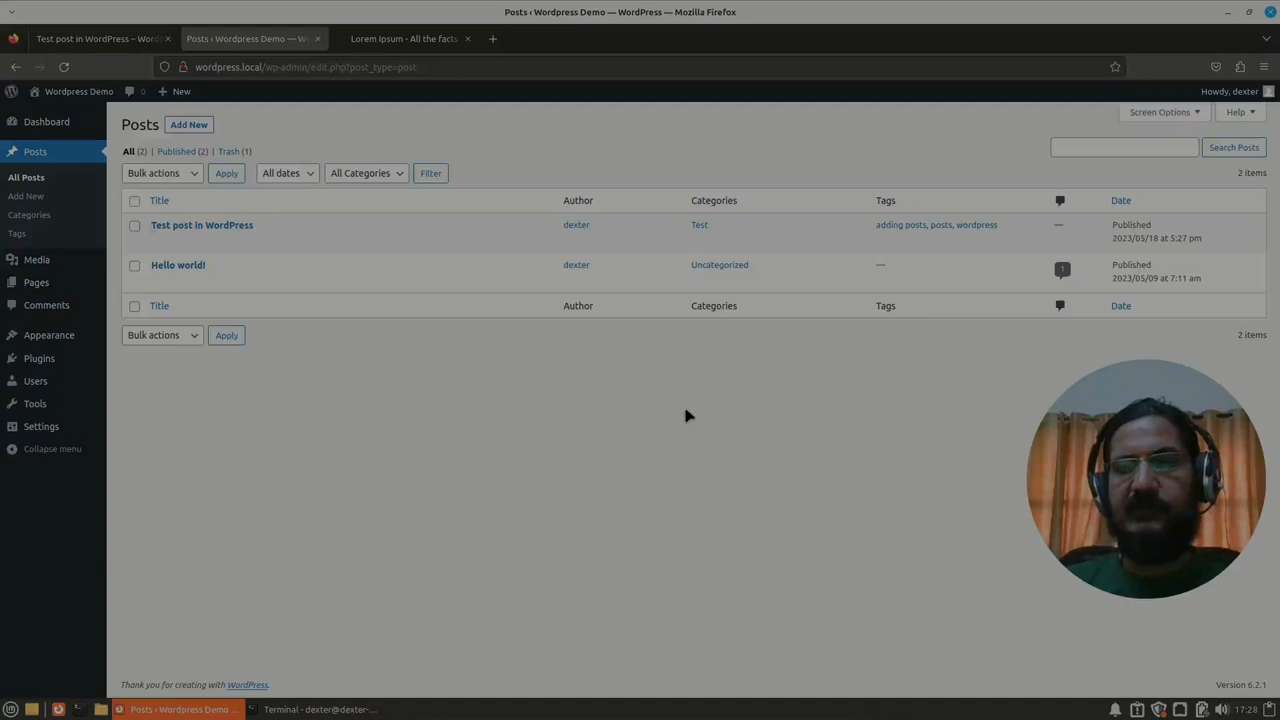 Posts ‹ Wordpress Demo — WordPress — Mozilla Firefox
Test post in WordPress – Word
Posts ‹ Wordpress Demo — Wo
Lorem Ipsum - All the facts
wordpress.local/wp-admin/edit.php?post_type=post
Wordpress Demo 0 New Howdy, dexter
Dashboard
Posts
All Posts
Add New
Categories
Tags
Media
Pages
Comments
Appearance
Plugins
Users
Tools
Settings
Collapse menu
Screen Options Help
Posts Add New
All (2) | Published (2) | Trash (1)
Search Posts
Bulk actions Apply All dates All Categories Filter 2 items
Title Author Categories Tags Date
Test post in WordPress dexter Test adding posts, posts, wordpress — Published
2023/05/18 at 5:27 pm
Hello world! dexter Uncategorized — 1 Published
2023/05/09 at 7:11 am
Title Author Categories Tags Date
Bulk actions Apply 2 items
Thank you for creating with WordPress. Version 6.2.1
Posts ‹ Wordpress Demo ... Terminal - dexter@dexter-... 17:28